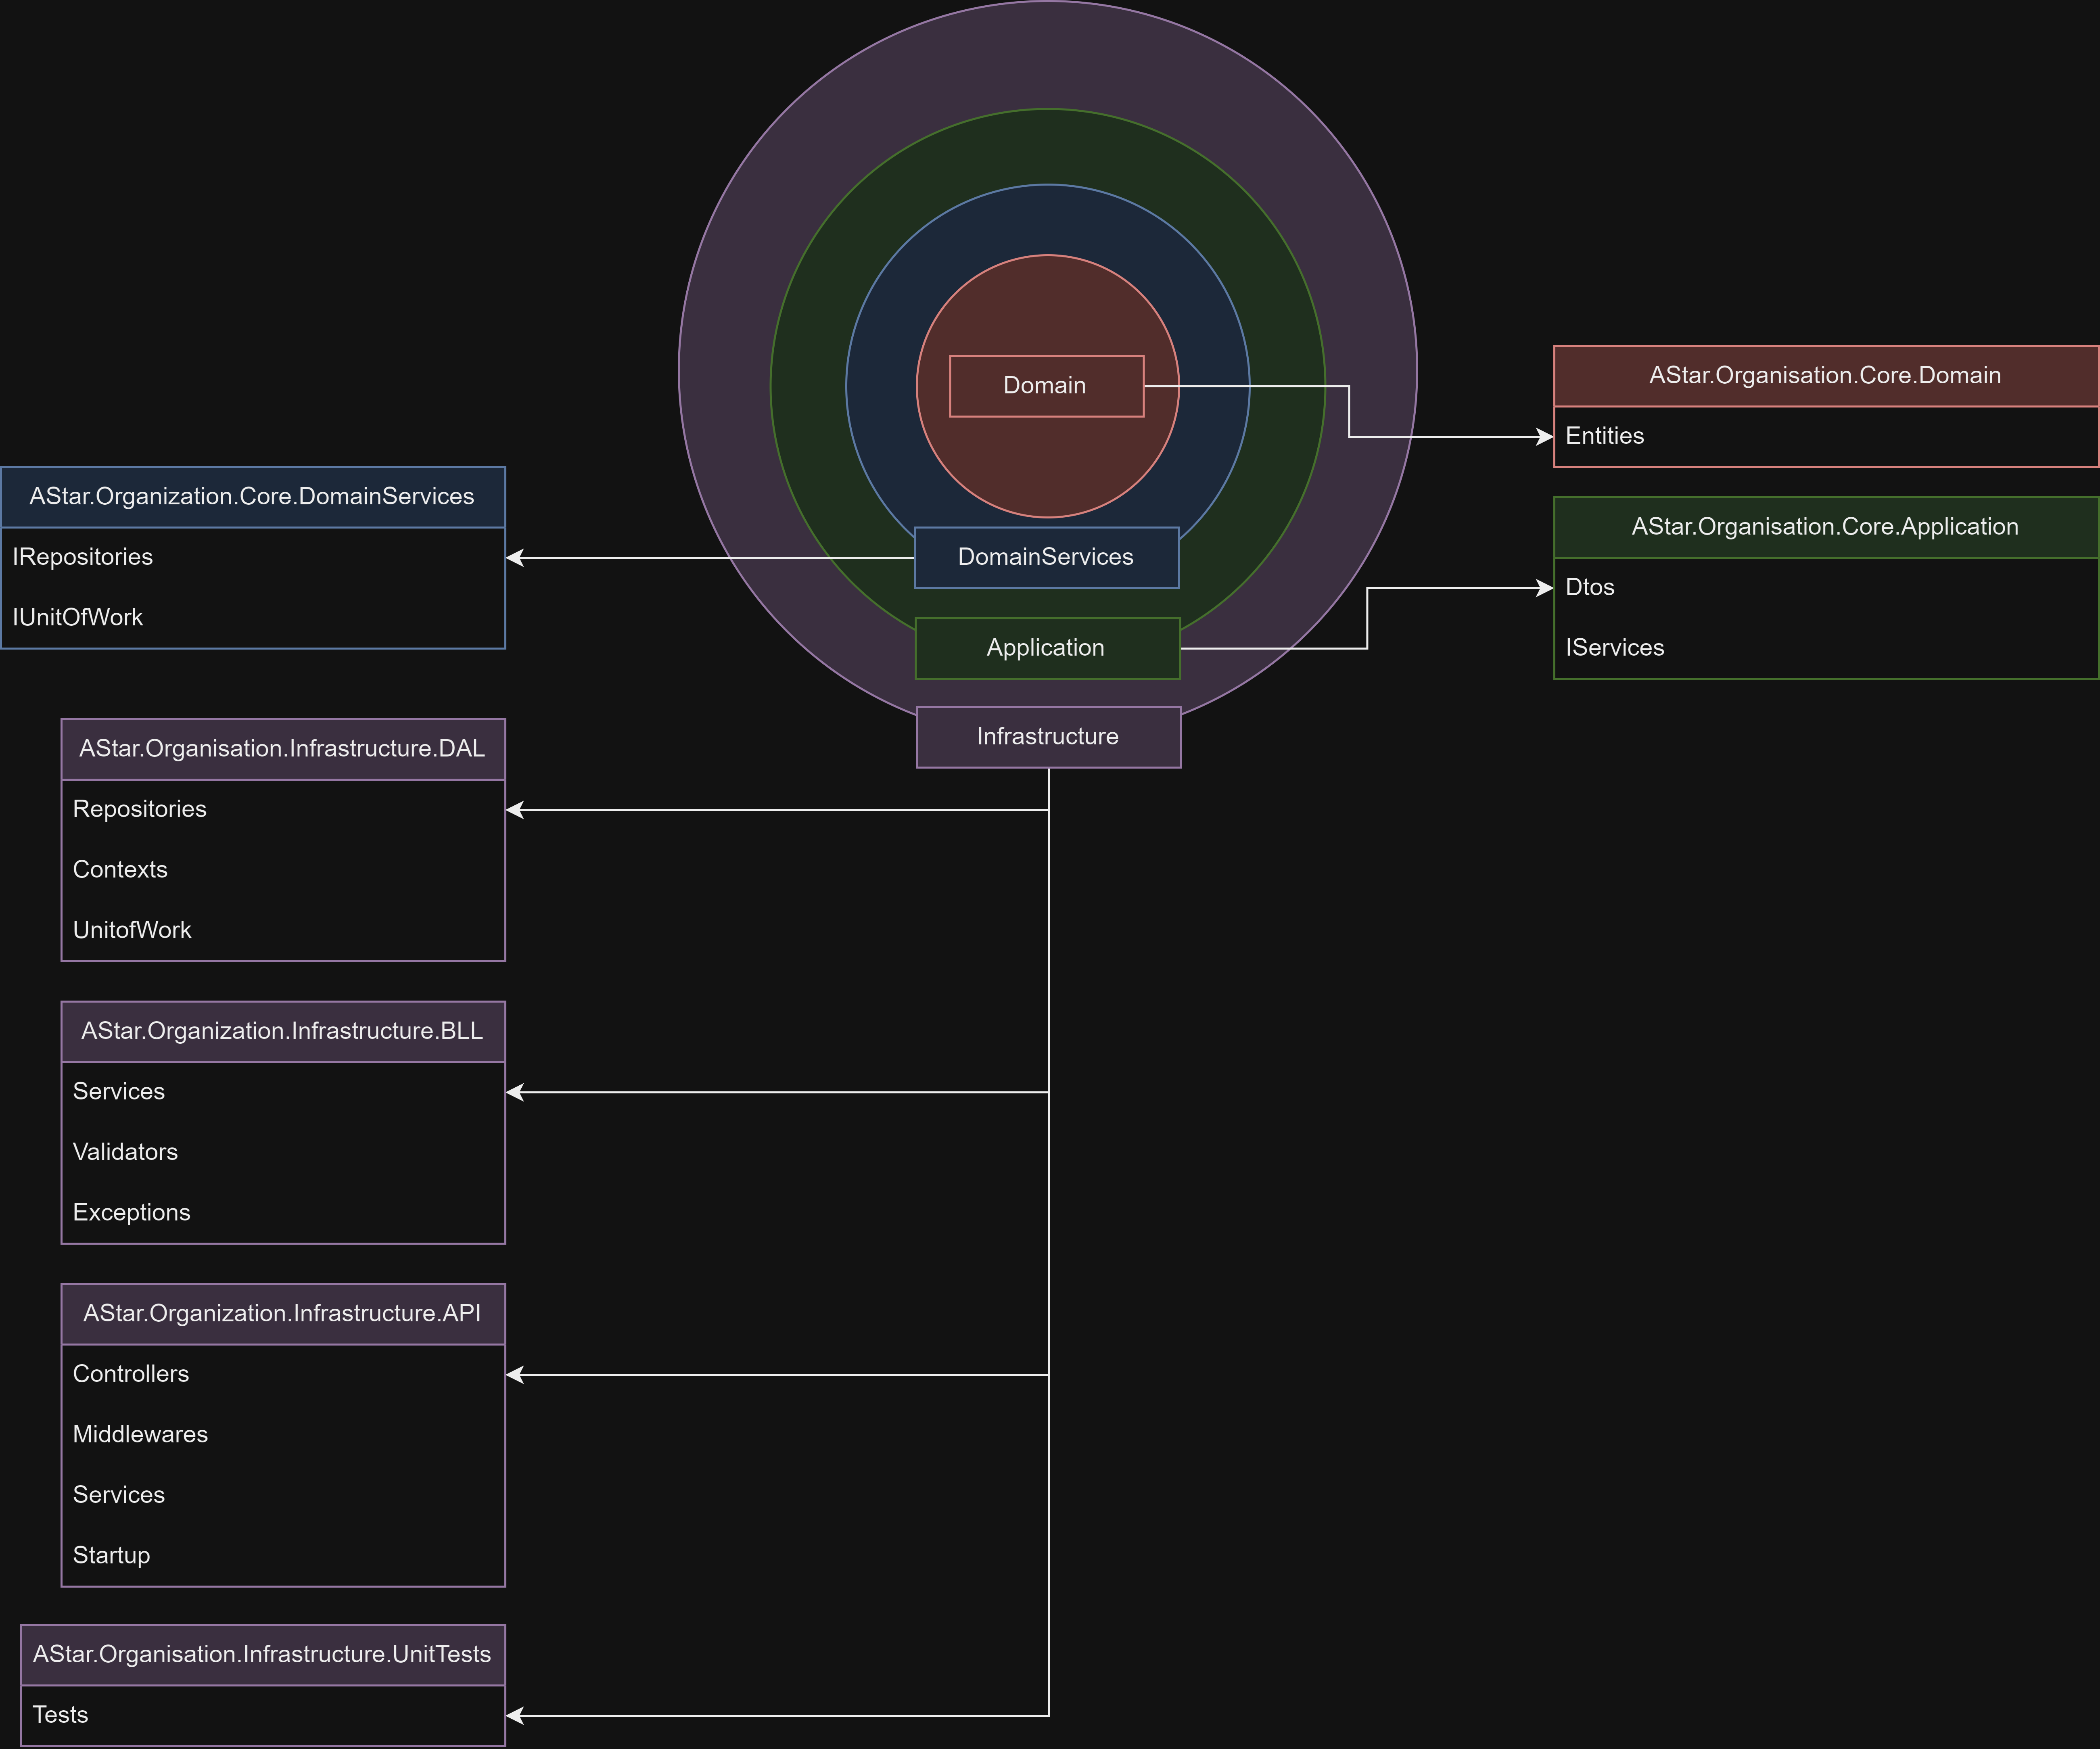 Domain
AStar.Organisation.Core.Domain
Entities
AStar.Organization.Core.DomainServices
IRepositories
IUnitOfWork
DomainServices
AStar.Organisation.Core.Application
Dtos
IServices
Application
Infrastructure
AStar.Organisation.Infrastructure.DAL
Repositories
Contexts
UnitofWork
AStar.Organization.Infrastructure.BLL
Services
Validators
Exceptions
AStar.Organization.Infrastructure.API
Controllers
Middlewares
Services
Startup
AStar.Organisation.Infrastructure.UnitTests
Tests